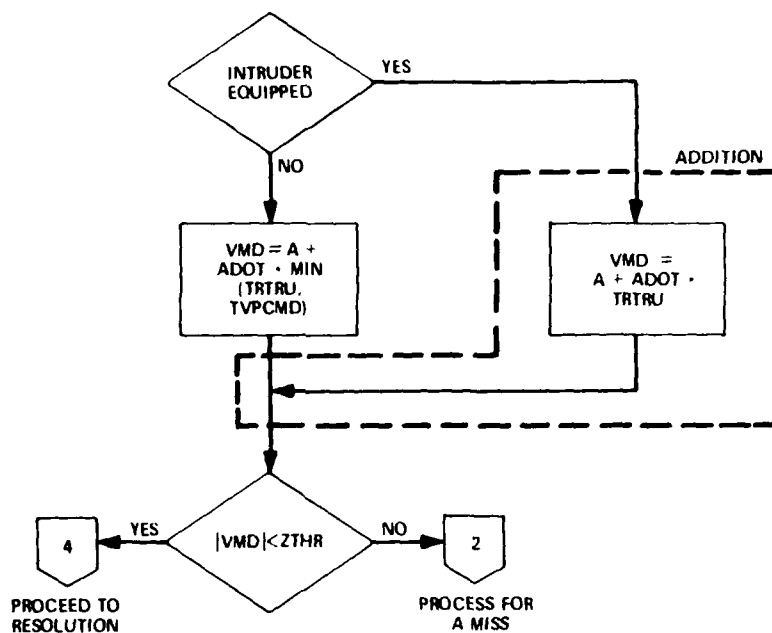 INTRUDER
EQUIPPED
YES
NO
ADDITION
VMD = A +
ADOT · MIN
(TRTRU,
TVPCMD)
VMD =
A + ADOT ·
TRTRU
|VMD|<ZTHR
YES
NO
4
2
PROCEED TO
RESOLUTION
PROCESS FOR
A MISS